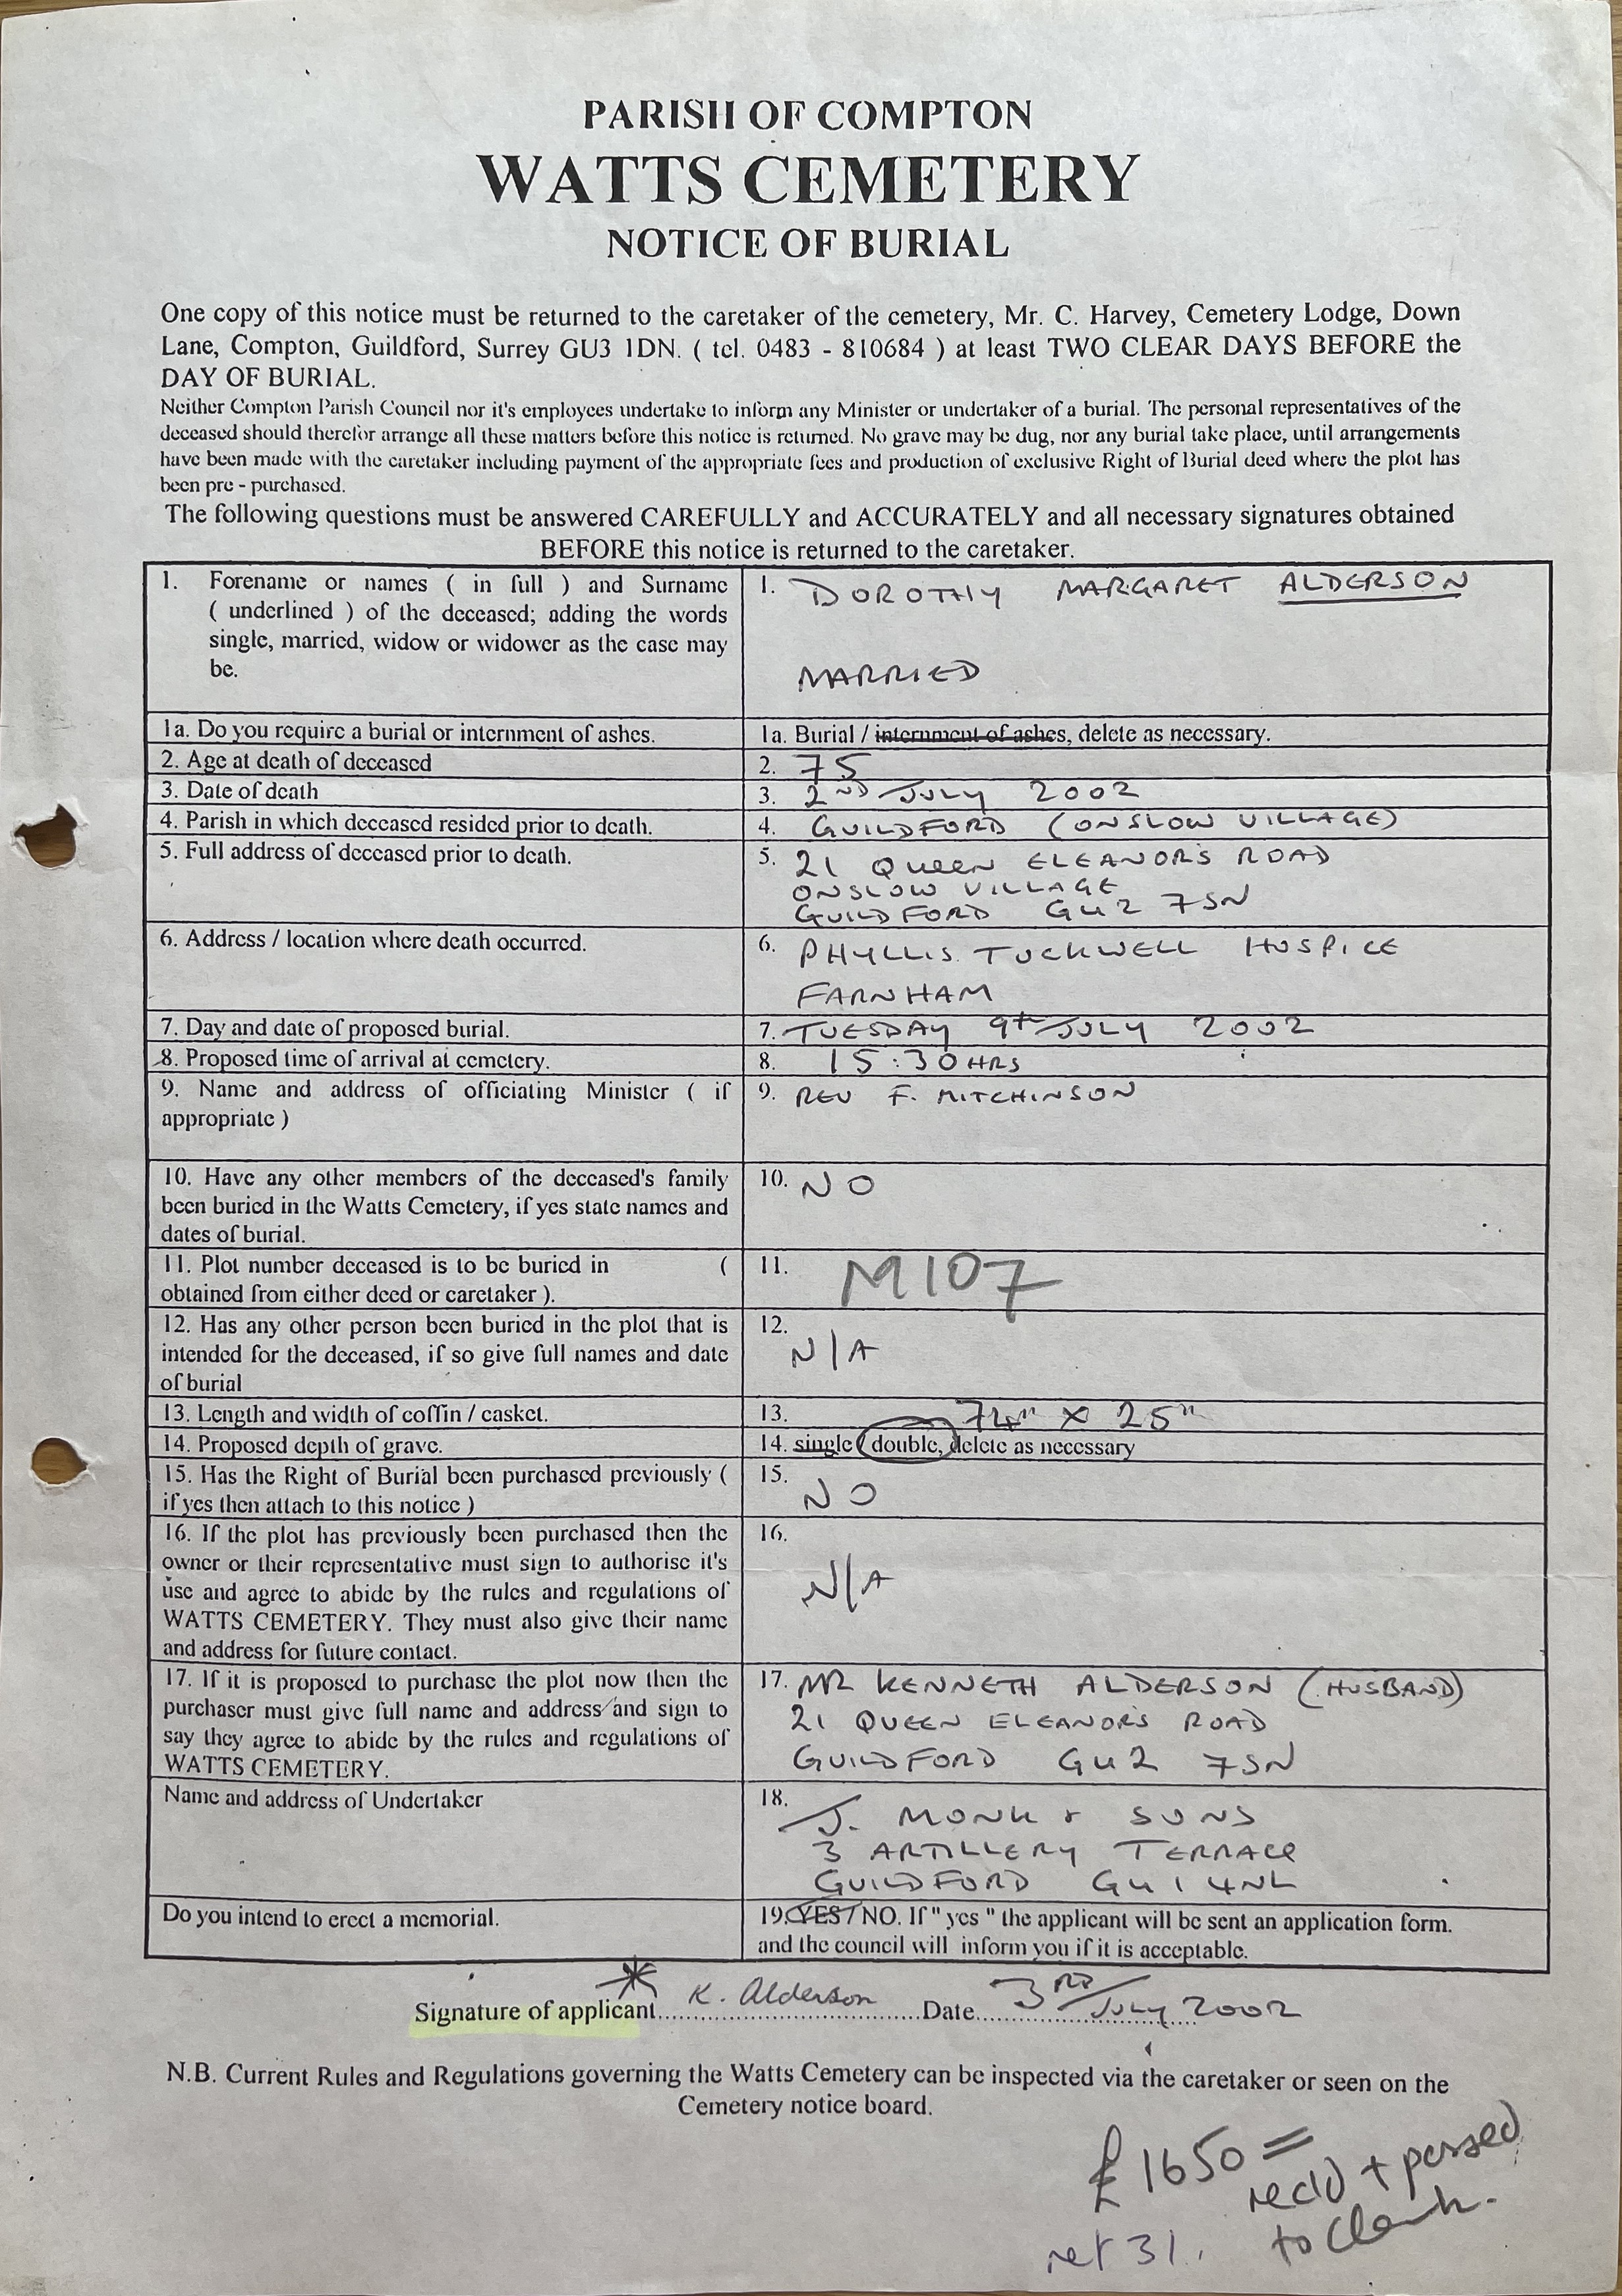 PARISH OF COMPTON
WATTS CEMETERY
NOTICE OF BURIAL
One copy of this notice must be returned to the caretaker of the cemetery, Mr. C. Harvey, Cemetery Lodge, Down
Lane, Compton, Guildford, Surrey GU3 1DN. ( tel. 0483 - 810684 ) at least TWO CLEAR DAYS BEFORE the
DAY OF BURIAL.
Neither Compton Parish Council nor it's employees undertake to inform any Minister or undertaker of a burial. The personal representatives of the
deceased should therefor arrange all these matters before this notice is returned. No grave may be dug, nor any burial take place, until arrangements
have been made with the caretaker including payment of the appropriate fees and production of exclusive Right of Burial deed where the plot has
been pre - purchased.
The following questions must be answered CAREFULLY and ACCURATELY and all necessary signatures obtained
BEFORE this notice is returned to the caretaker.
1. Forename or names ( in full ) and Surname
( underlined ) of the deceased; adding the words
single, married, widow or widower as the case may
be.
1. DOROTHY MARGARET ALDERSON
MARRIED
1a. Do you require a burial or internment of ashes.
1a. Burial / internment of ashes, delete as necessary.
2. Age at death of deceased
2. 75
3. Date of death
3. 2ND JULY 2002
4. Parish in which deceased resided prior to death.
4. GUILDFORD (ONSLOW VILLAGE)
5. Full address of deceased prior to death.
5. 21 QUEEN ELEANOR'S ROAD
ONSLOW VILLAGE
GUILDFORD GU2 7SN
6. Address / location where death occurred.
6. PHYLLIS TUCKWELL HOSPICE
FARNHAM
7. Day and date of proposed burial.
7. TUESDAY 9th JULY 2002
8. Proposed time of arrival at cemetery.
8. 15:30 HRS
9. Name and address of officiating Minister ( if
appropriate )
9. REV F. MITCHINSON
10. Have any other members of the deceased's family
been buried in the Watts Cemetery, if yes state names and
dates of burial.
10. NO
11. Plot number deceased is to be buried in (
obtained from either deed or caretaker ).
11. M107
12. Has any other person been buried in the plot that is
intended for the deceased, if so give full names and date
of burial
12.
N/A
13. Length and width of coffin / casket.
13. 74" x 25"
14. Proposed depth of grave.
14. single / double, delete as necessary
15. Has the Right of Burial been purchased previously (
if yes then attach to this notice )
15.
NO
16. If the plot has previously been purchased then the
owner or their representative must sign to authorise it's
use and agree to abide by the rules and regulations of
WATTS CEMETERY. They must also give their name
and address for future contact.
16.
N/A
17. If it is proposed to purchase the plot now then the
purchaser must give full name and address and sign to
say they agree to abide by the rules and regulations of
WATTS CEMETERY.
17. MR KENNETH ALDERSON (HUSBAND)
21 QUEEN ELEANOR'S ROAD
GUILDFORD GU2 7SN
Name and address of Undertaker
18.
J. MONK & SONS
3 ARTILLERY TERRACE
GUILDFORD GU1 4NL
Do you intend to erect a memorial.
19. YES / NO. If " yes " the applicant will be sent an application form.
and the council will inform you if it is acceptable.
Signature of applicant K. Alderson Date 3RD July 2002
N.B. Current Rules and Regulations governing the Watts Cemetery can be inspected via the caretaker or seen on the
Cemetery notice board.
£1650 =
recd + passed
to Clerk.
ref 31.